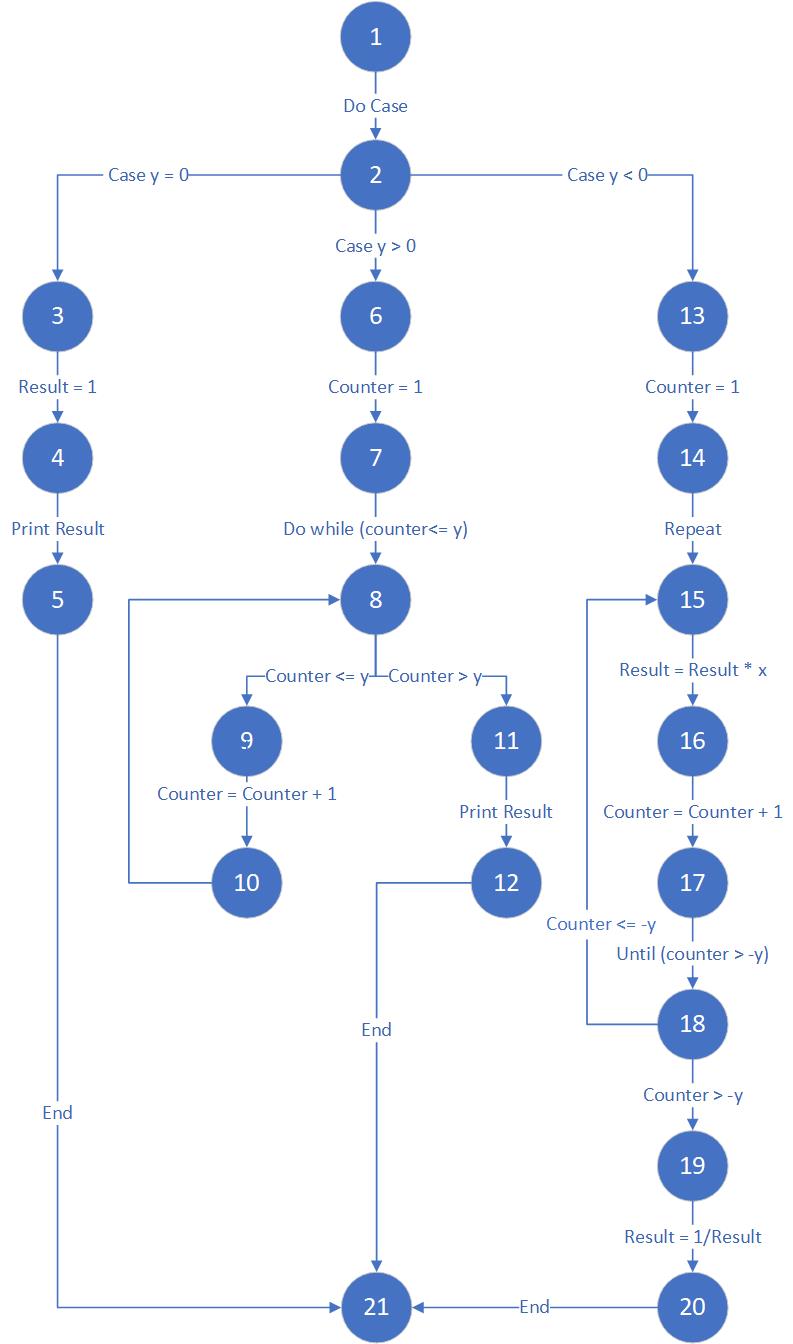 1
Do Case
Case y = 0
2
Case y < 0
Case y > 0
3
6
13
Result = 1
Counter = 1
Counter = 1
4
7
14
Print Result
Do while (counter<= y)
Repeat
5
8
15
Counter <= y
Counter > y
Result = Result * x
9
11
16
Counter = Counter + 1
Print Result
Counter = Counter + 1
10
12
17
Counter <= -y
Until (counter > -y)
18
End
Counter > -y
End
19
Result = 1/Result
21
End
20